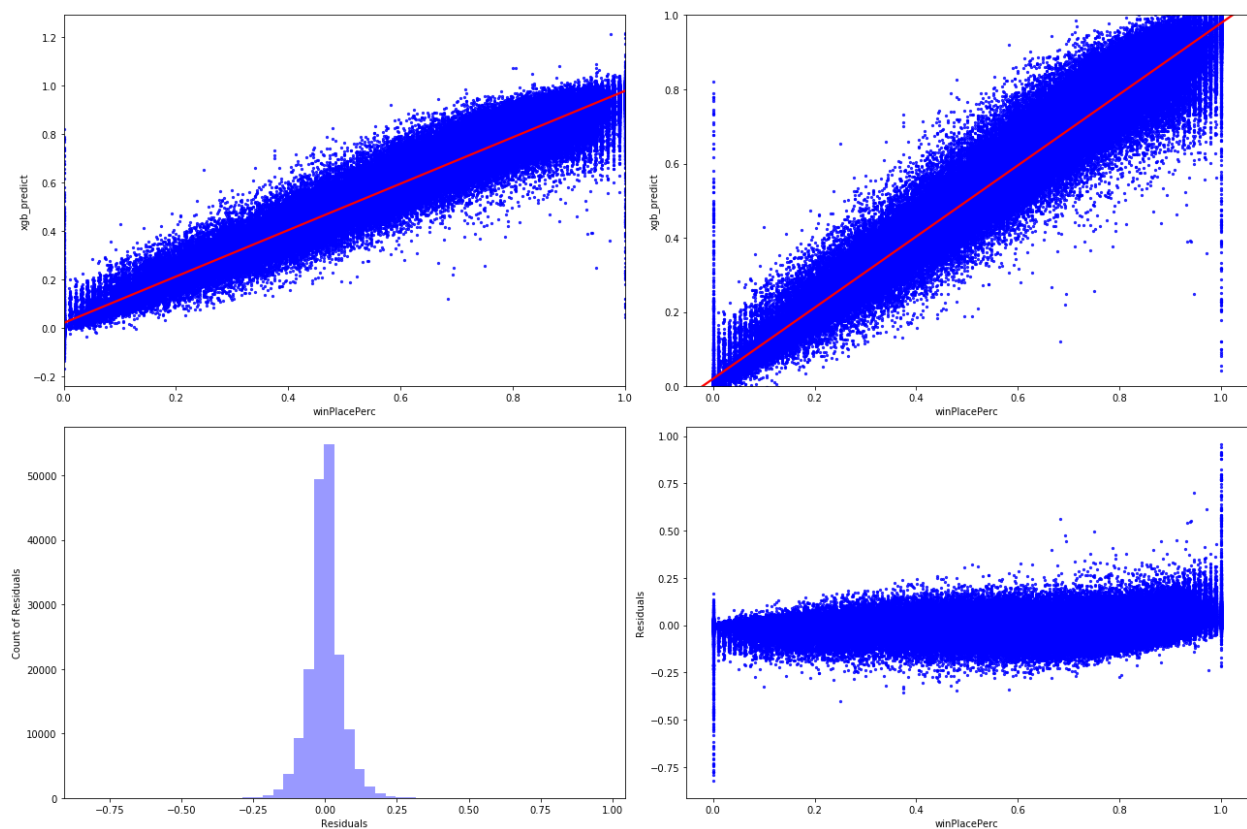 1.2
1.0
0.8
0.6
0.4
0.2
0.0
−0.2
xgb_predict
0.0 0.2 0.4 0.6 0.8 1.0
winPlacePerc
1.0
0.8
0.6
0.4
0.2
0.0
xgb_predict
0.0 0.2 0.4 0.6 0.8 1.0
winPlacePerc
50000
40000
30000
20000
10000
0
Count of Residuals
−0.75 −0.50 −0.25 0.00 0.25 0.50 0.75 1.00
Residuals
1.00
0.75
0.50
0.25
0.00
−0.25
−0.50
−0.75
Residuals
0.0 0.2 0.4 0.6 0.8 1.0
winPlacePerc